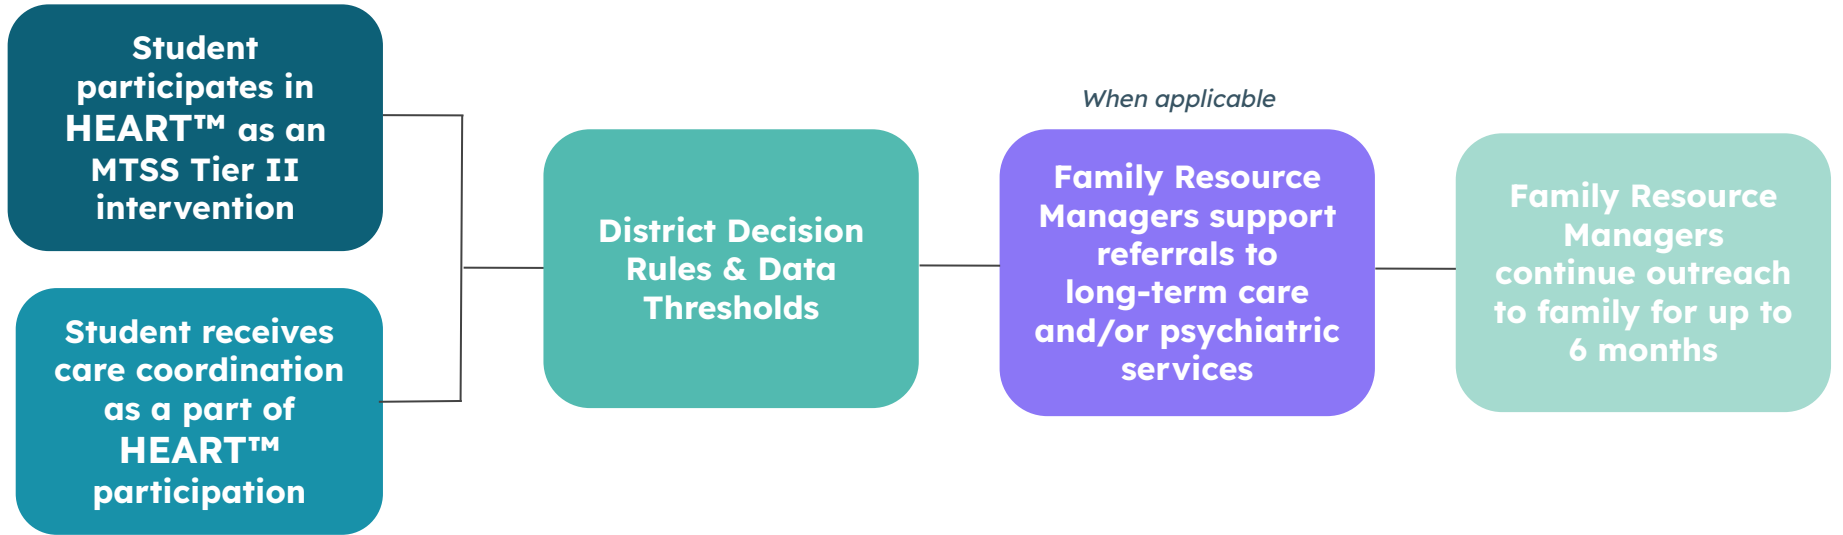 Student
participates in
HEART™ as an
MTSS Tier II
intervention
Student receives
care coordination
as a part of
HEART™
participation
District Decision
Rules & Data
Thresholds
When applicable
Family Resource
Managers support
referrals to
long-term care
and/or psychiatric
services
Family Resource
Managers
continue outreach
to family for up to
6 months